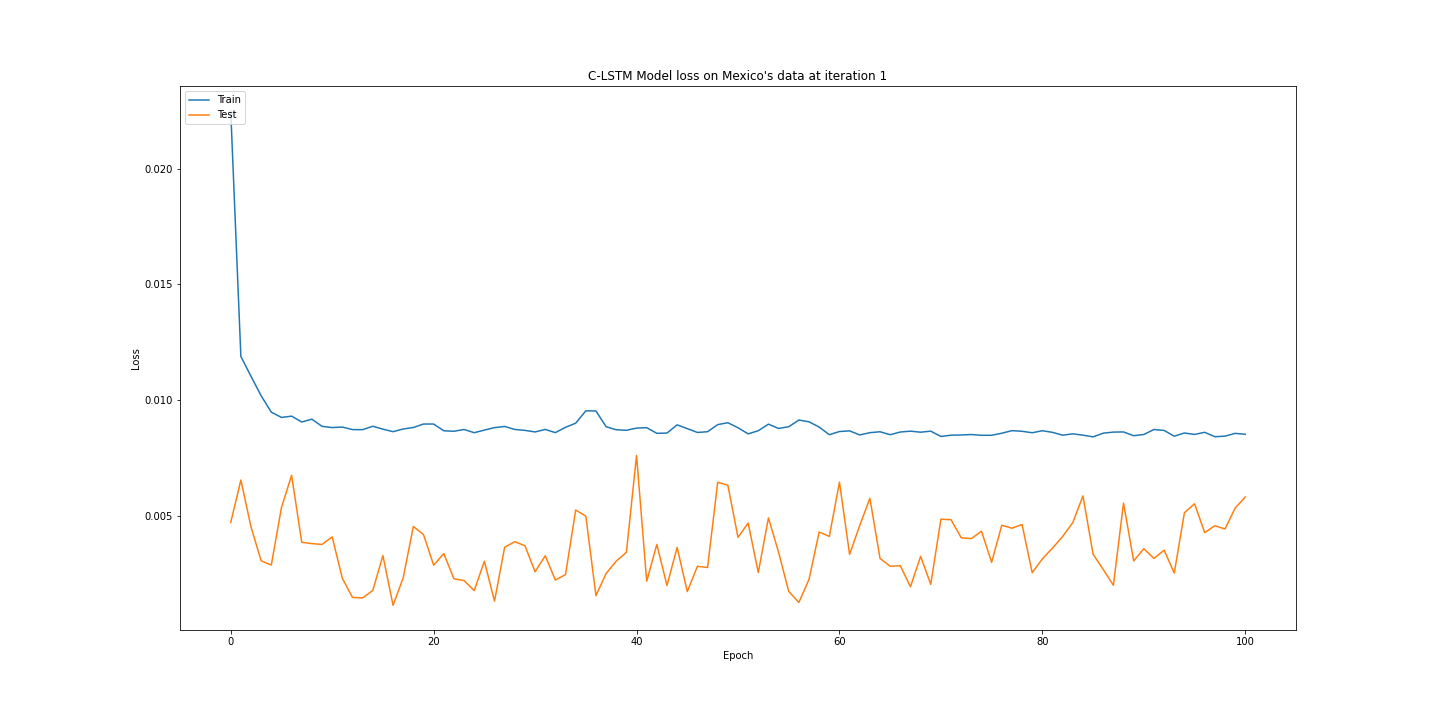 C-LSTM Model loss on Mexico's data at iteration 1
Train
Test
0.020
0.015
0.010
0.005
Loss
0 20 40 60 80 100
Epoch